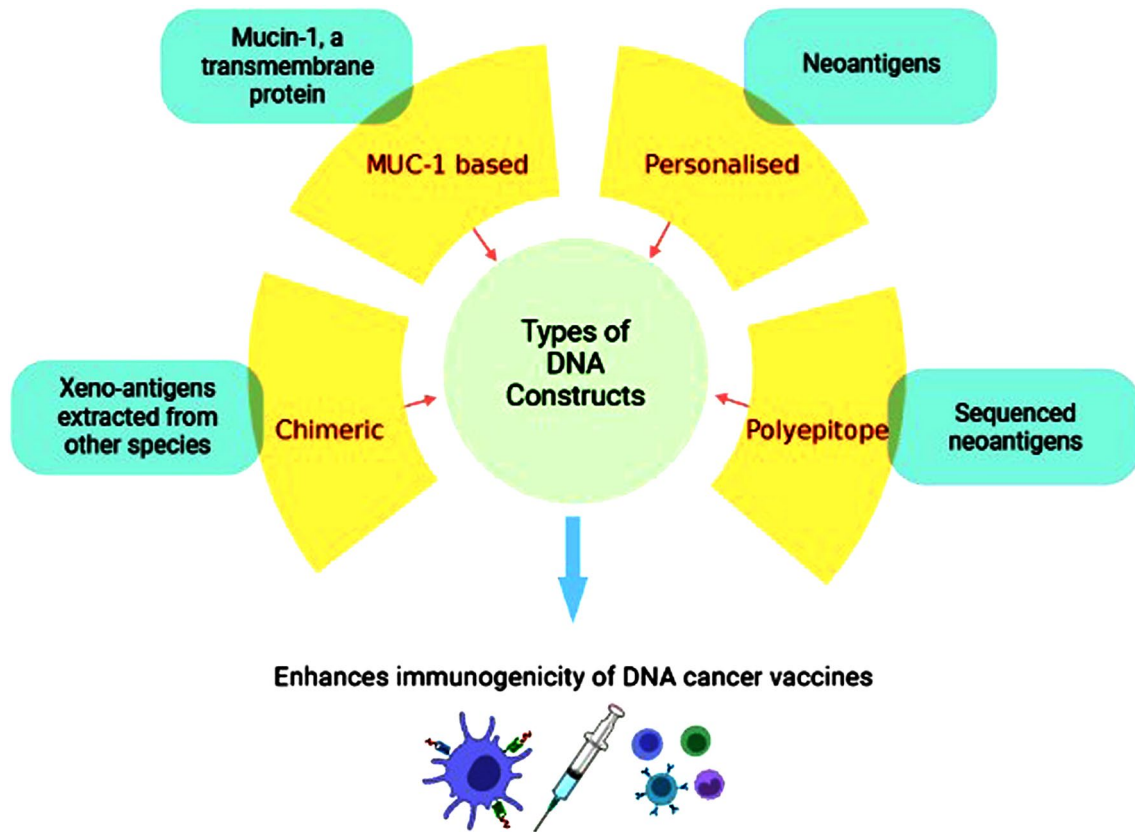 Mucin-1, a
transmembrane
protein
Neoantigens
MUC-1 based
Personalised
Types of
DNA
Constructs
Xeno-antigens
extracted from
other species
Chimeric
Polyepitope
Sequenced
neoantigens
Enhances immunogenicity of DNA cancer vaccines